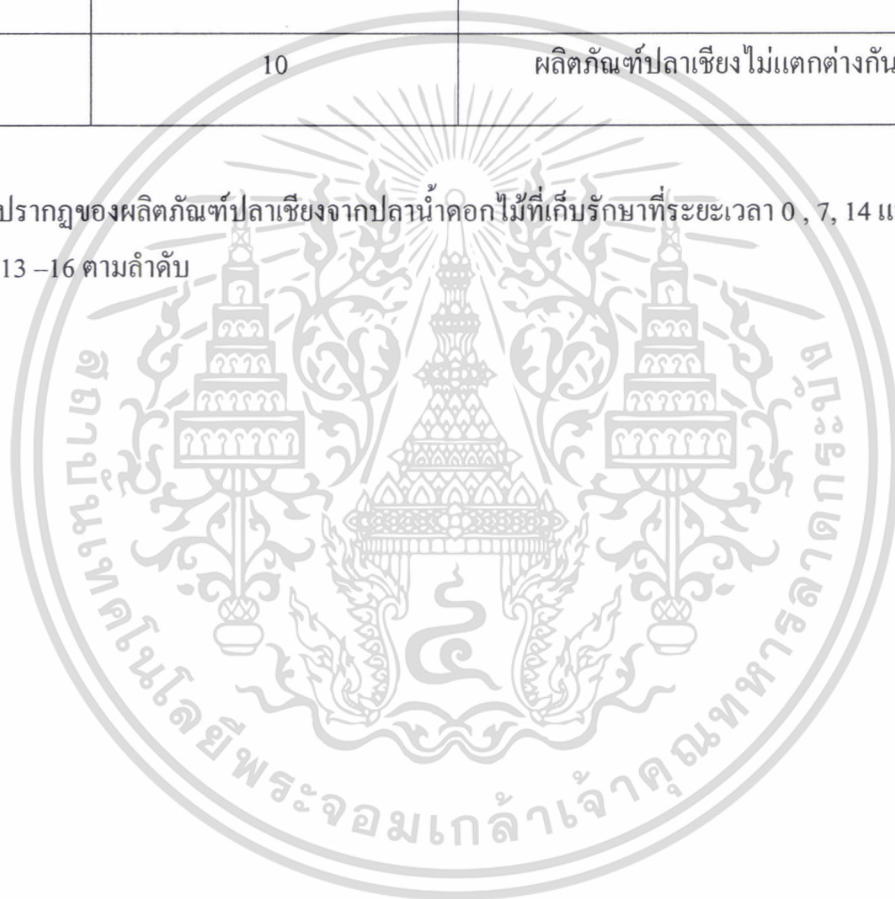 10 ผลิตภัณฑ์ปลาเชียงไม่แตกต่างกัน
ปรากฏของผลิตภัณฑ์ปลาเชียงจากปลาน้ำดอกไม้ที่เก็บรักษาที่ระยะเวลา 0 , 7, 14 แ
13 –16 ตามลำดับ
สถาบันเทคโนโลยีพระจอมเกล้าเจ้าคุณทหารลาดกระบัง